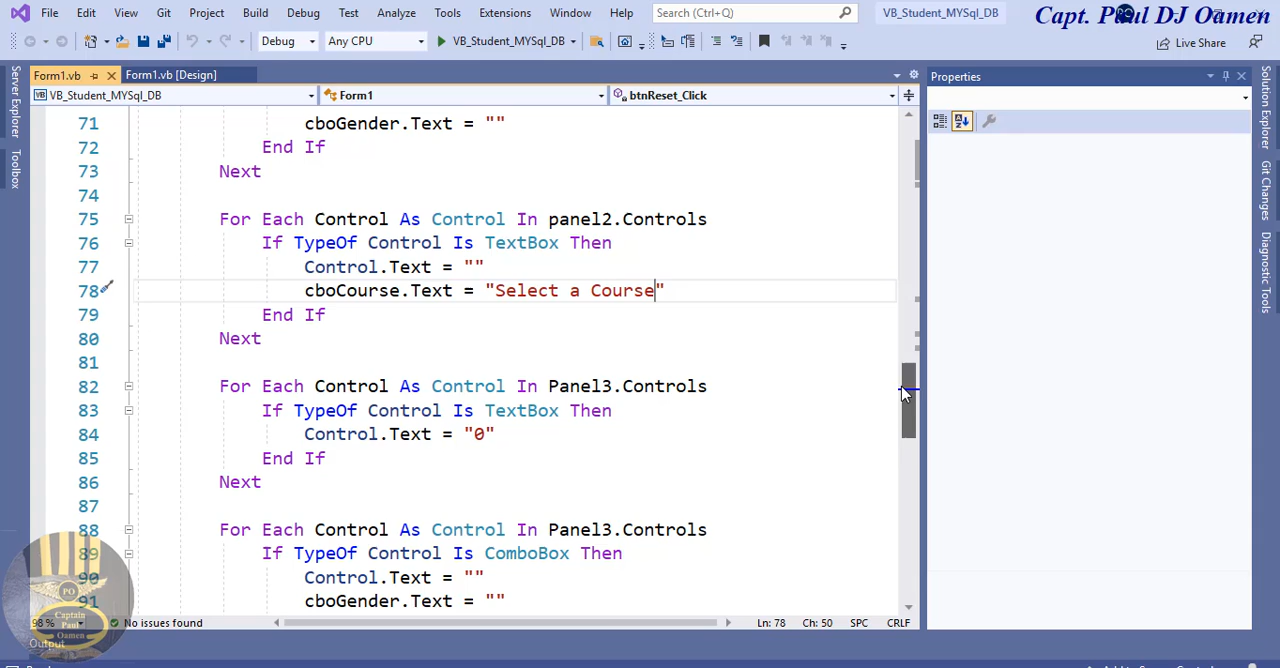 File Edit View Git Project Build Debug Test Analyze Tools Extensions Window Help Search (Ctrl+Q) VB_Student_MYSql_DB
Capt. Paul DJ Oamen
Debug Any CPU VB_Student_MYSql_DB Live Share
Form1.vb Form1.vb [Design] Properties
VB_Student_MYSql_DB Form1 btnReset_Click
Server Explorer
Toolbox
Solution Explorer
Git Changes
Diagnostic Tools
71 cboGender.Text = ""
72 End If
73 Next
74
75 For Each Control As Control In panel2.Controls
76 If TypeOf Control Is TextBox Then
77 Control.Text = ""
78 cboCourse.Text = "Select a Course"
79 End If
80 Next
81
82 For Each Control As Control In Panel3.Controls
83 If TypeOf Control Is TextBox Then
84 Control.Text = "0"
85 End If
86 Next
87
88 For Each Control As Control In Panel3.Controls
89 If TypeOf Control Is ComboBox Then
90 Control.Text = ""
91 cboGender.Text = ""
PO
Captain
Paul
Oamen
98 % No issues found Ln: 78 Ch: 50 SPC CRLF
Output